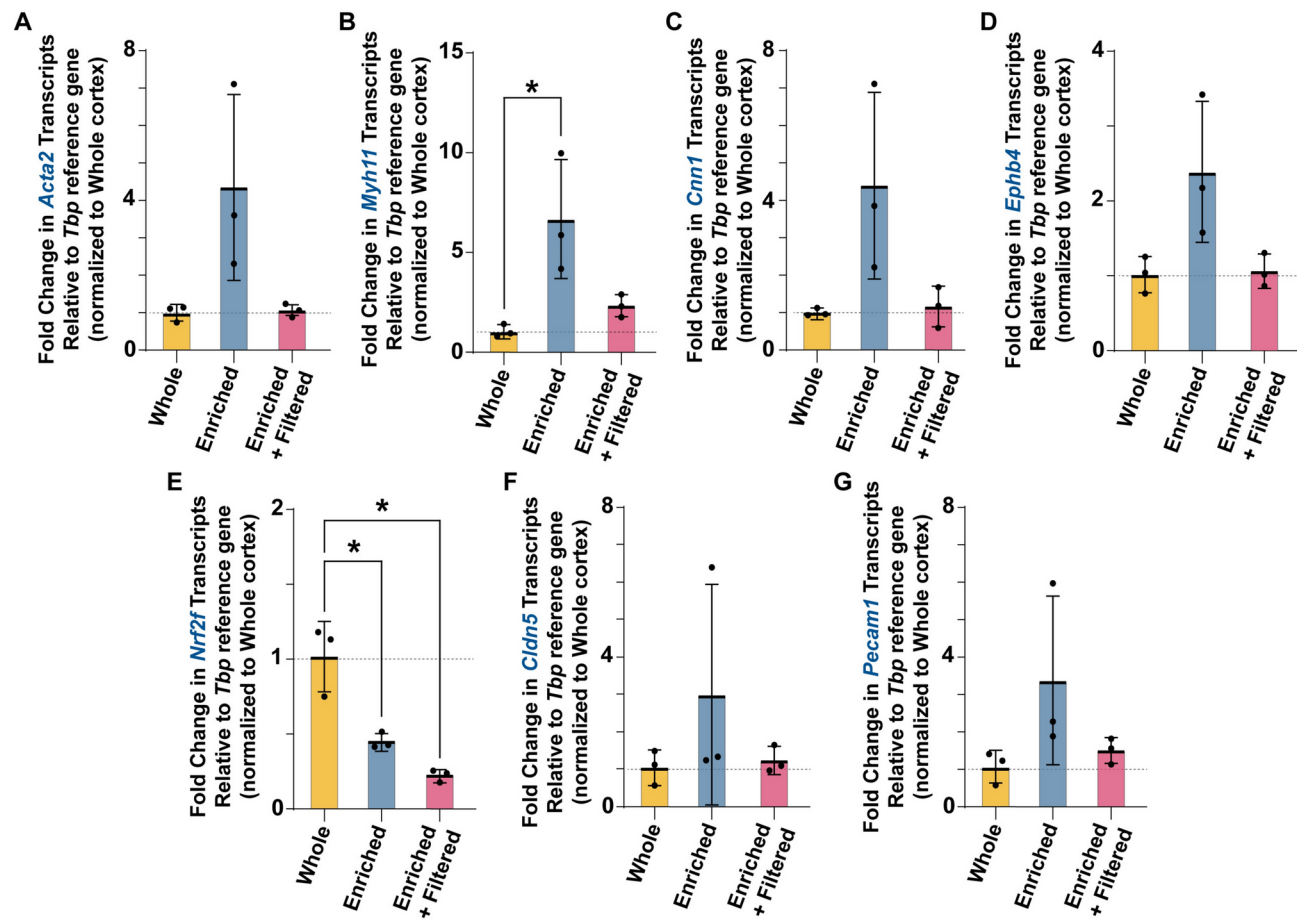 A
Fold Change in Acta2 Transcripts
Relative to Tbp reference gene
(normalized to Whole cortex)
8
4
0
Whole
Enriched
Enriched
+ Filtered
B
Fold Change in Myh11 Transcripts
Relative to Tbp reference gene
(normalized to Whole cortex)
15
10
5
0
*
Whole
Enriched
Enriched
+ Filtered
C
Fold Change in Cnn1 Transcripts
Relative to Tbp reference gene
(normalized to Whole cortex)
8
4
0
Whole
Enriched
Enriched
+ Filtered
D
Fold Change in Ephb4 Transcripts
Relative to Tbp reference gene
(normalized to Whole cortex)
4
2
0
Whole
Enriched
Enriched
+ Filtered
E
Fold Change in Nrf2f Transcripts
Relative to Tbp reference gene
(normalized to Whole cortex)
2
1
0
*
*
Whole
Enriched
Enriched
+ Filtered
F
Fold Change in Cldn5 Transcripts
Relative to Tbp reference gene
(normalized to Whole cortex)
8
4
0
Whole
Enriched
Enriched
+ Filtered
G
Fold Change in Pecam1 Transcripts
Relative to Tbp reference gene
(normalized to Whole cortex)
8
4
0
Whole
Enriched
Enriched
+ Filtered